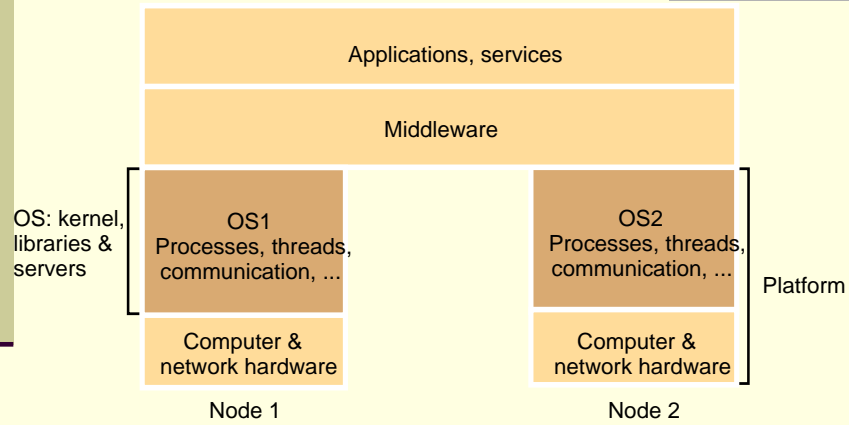 Applications, services
Middleware
OS: kernel,
libraries &
servers
OS1
Processes, threads,
communication, ...
OS2
Processes, threads,
communication, ...
Platform
Computer &
network hardware
Computer &
network hardware
Node 1
Node 2